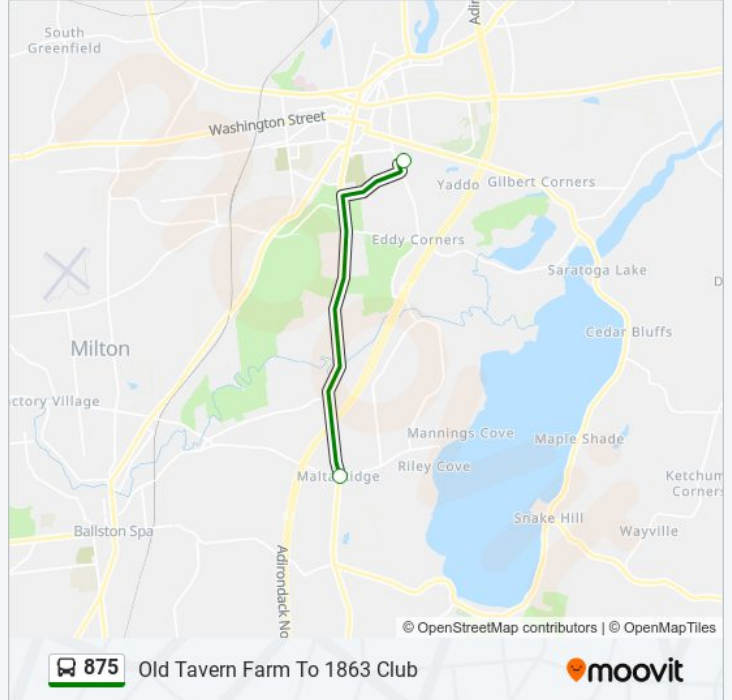 South
Greenfield
Adir
Washington Street
Yaddo
Gilbert Corners
Eddy Corners
Saratoga Lake
D
Cedar Bluffs
Milton
ctory Village
Mannings Cove
Maple Shade
Riley Cove
Malta Ridge
Ketchum
Corners
Snake Hill
Wayville
Ballston Spa
Adirondack No
© OpenStreetMap contributors | © OpenMapTiles
875 Old Tavern Farm To 1863 Club
moovit